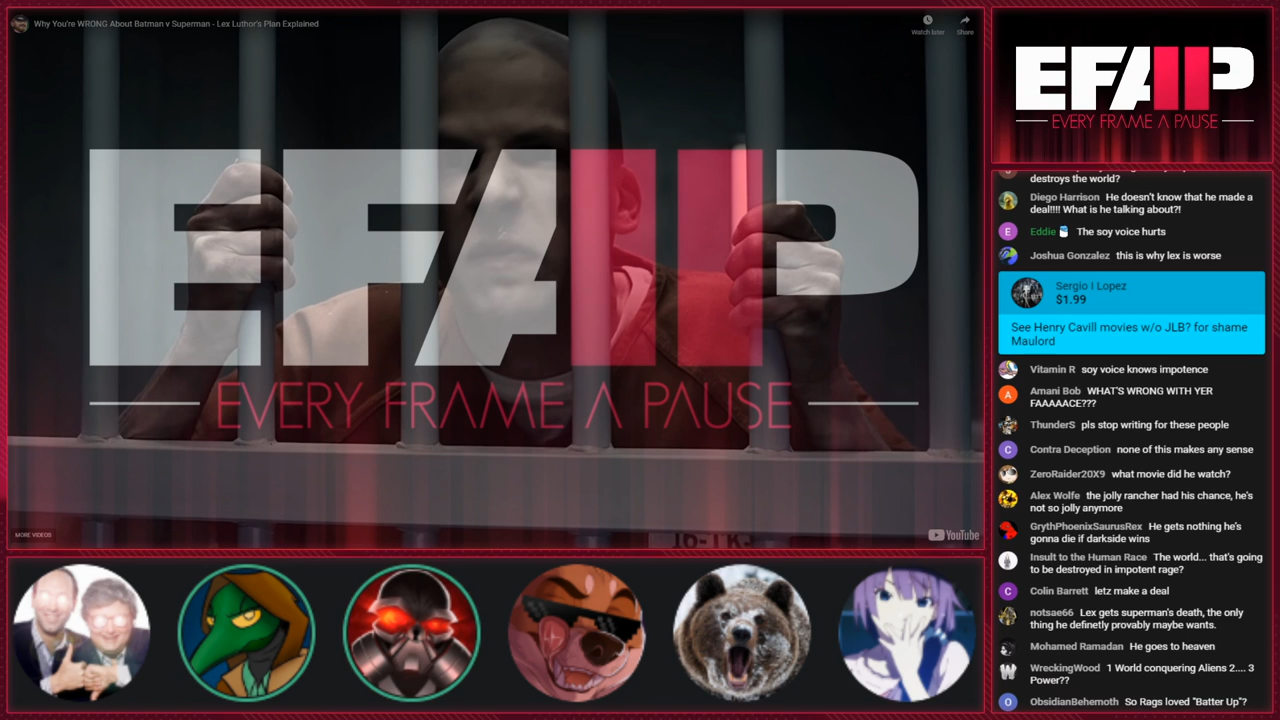 Why You're WRONG About Batman v Superman - Lex Luthor's Plan Explained
Watch later
Share
EFAP
EVERY FRAME A PAUSE
MORE VIDEOS
YouTube
EFAP
EVERY FRAME A PAUSE
destroys the world?
Diego Harrison He doesn't know that he made a
deal!!!! What is he talking about?!
E
Eddie The soy voice hurts
Joshua Gonzalez this is why lex is worse
Sergio I Lopez
$1.99
See Henry Cavill movies w/o JLB? for shame
Maulord
Vitamin R soy voice knows impotence
A
Amani Bob WHAT'S WRONG WITH YER
FAAAAACE???
ThunderS pls stop writing for these people
C
Contra Deception none of this makes any sense
ZeroRaider20X9 what movie did he watch?
Alex Wolfe the jolly rancher had his chance, he's
not so jolly anymore
GrythPhoenixSaurusRex He gets nothing he's
gonna die if darkside wins
Insult to the Human Race The world... that's going
to be destroyed in impotent rage?
C
Colin Barrett letz make a deal
notsae66 Lex gets superman's death, the only
thing he definetly provably maybe wants.
Mohamed Ramadan He goes to heaven
W
WreckingWood 1 World conquering Aliens 2.... 3
Power??
O
ObsidianBehemoth So Rags loved "Batter Up"?